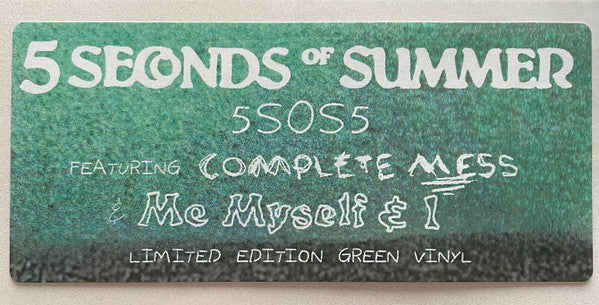 5 SECONDS OF SUMMER
5SOS5
FEATURING COMPLETE MESS
& Me Myself & I
LIMITED EDITION GREEN VINYL